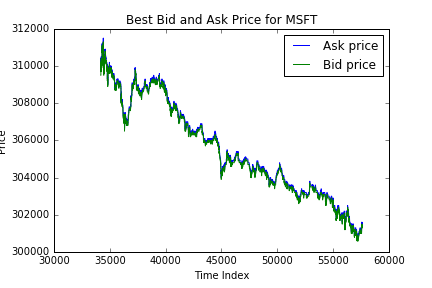 Best Bid and Ask Price for MSFT
312000
310000
308000
306000
304000
302000
300000
Price
Ask price
Bid price
30000 35000 40000 45000 50000 55000 60000
Time Index